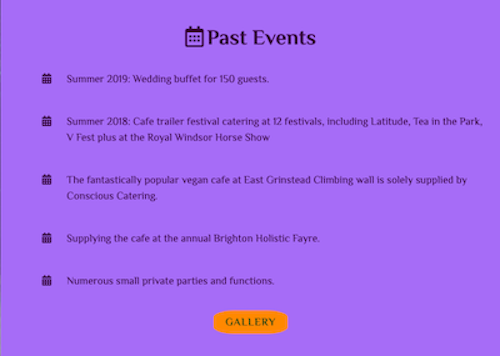 Past Events
Summer 2019: Wedding buffet for 150 guests.
Summer 2018: Cafe trailer festival catering at 12 festivals, including Latitude, Tea in the Park,
V Fest plus at the Royal Windsor Horse Show
The fantastically popular vegan cafe at East Grinstead Climbing wall is solely supplied by
Conscious Catering.
Supplying the cafe at the annual Brighton Holistic Fayre.
Numerous small private parties and functions.
GALLERY